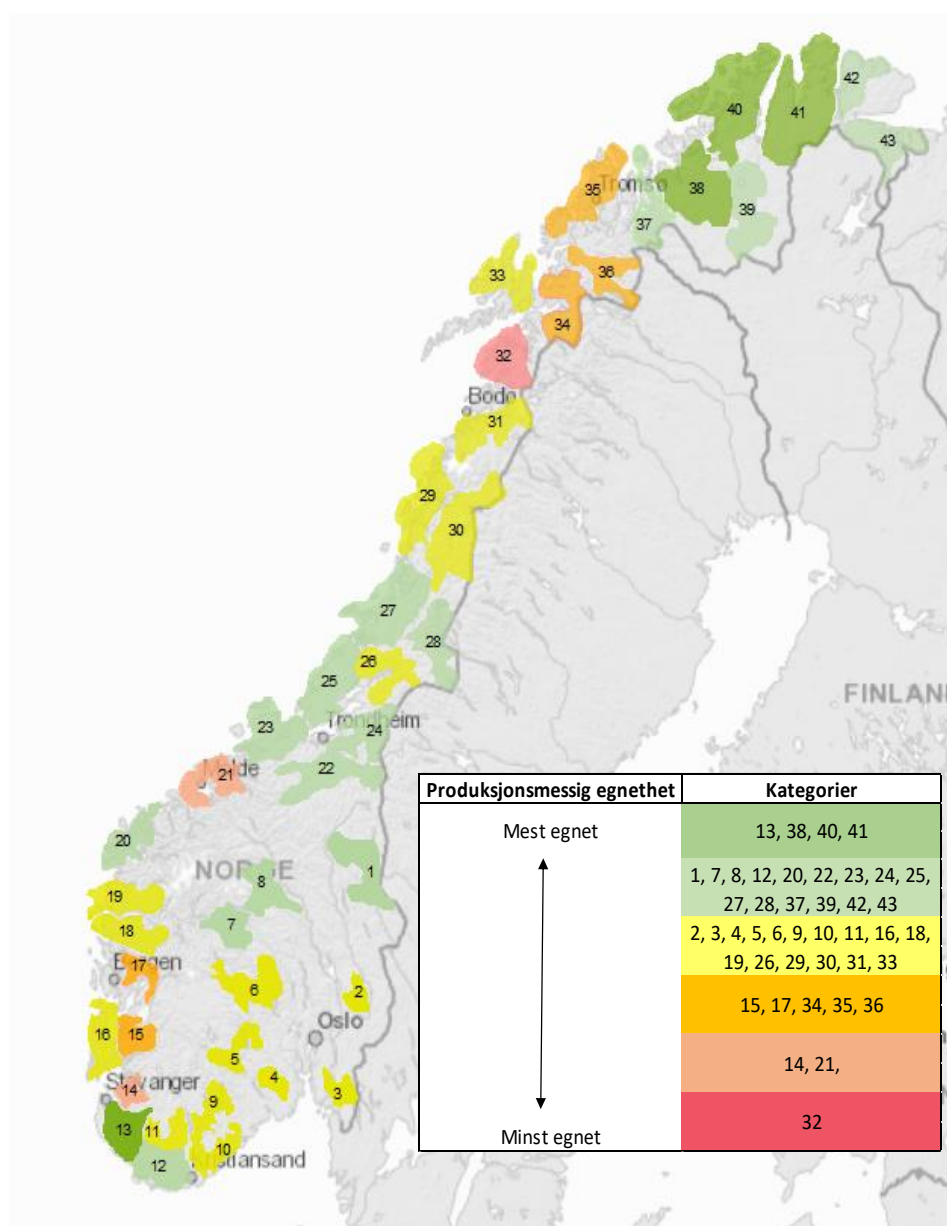 42
40
41
43
35
Tromsø
38
39
37
33
36
34
32
Bodø
31
29
30
27
28
26
25
FINLAN
23
Trondheim
24
22
21
20
NORGE
1
8
19
7
18
17
Bergen
6
2
16
15
Oslo
5
4
3
Stavanger
14
9
13
11
10
12
Kristiansand
Produksjonsmessig egnethet Kategorier
Mest egnet 13, 38, 40, 41
1, 7, 8, 12, 20, 22, 23, 24, 25,
27, 28, 37, 39, 42, 43
2, 3, 4, 5, 6, 9, 10, 11, 16, 18,
19, 26, 29, 30, 31, 33
15, 17, 34, 35, 36
14, 21,
Minst egnet 32